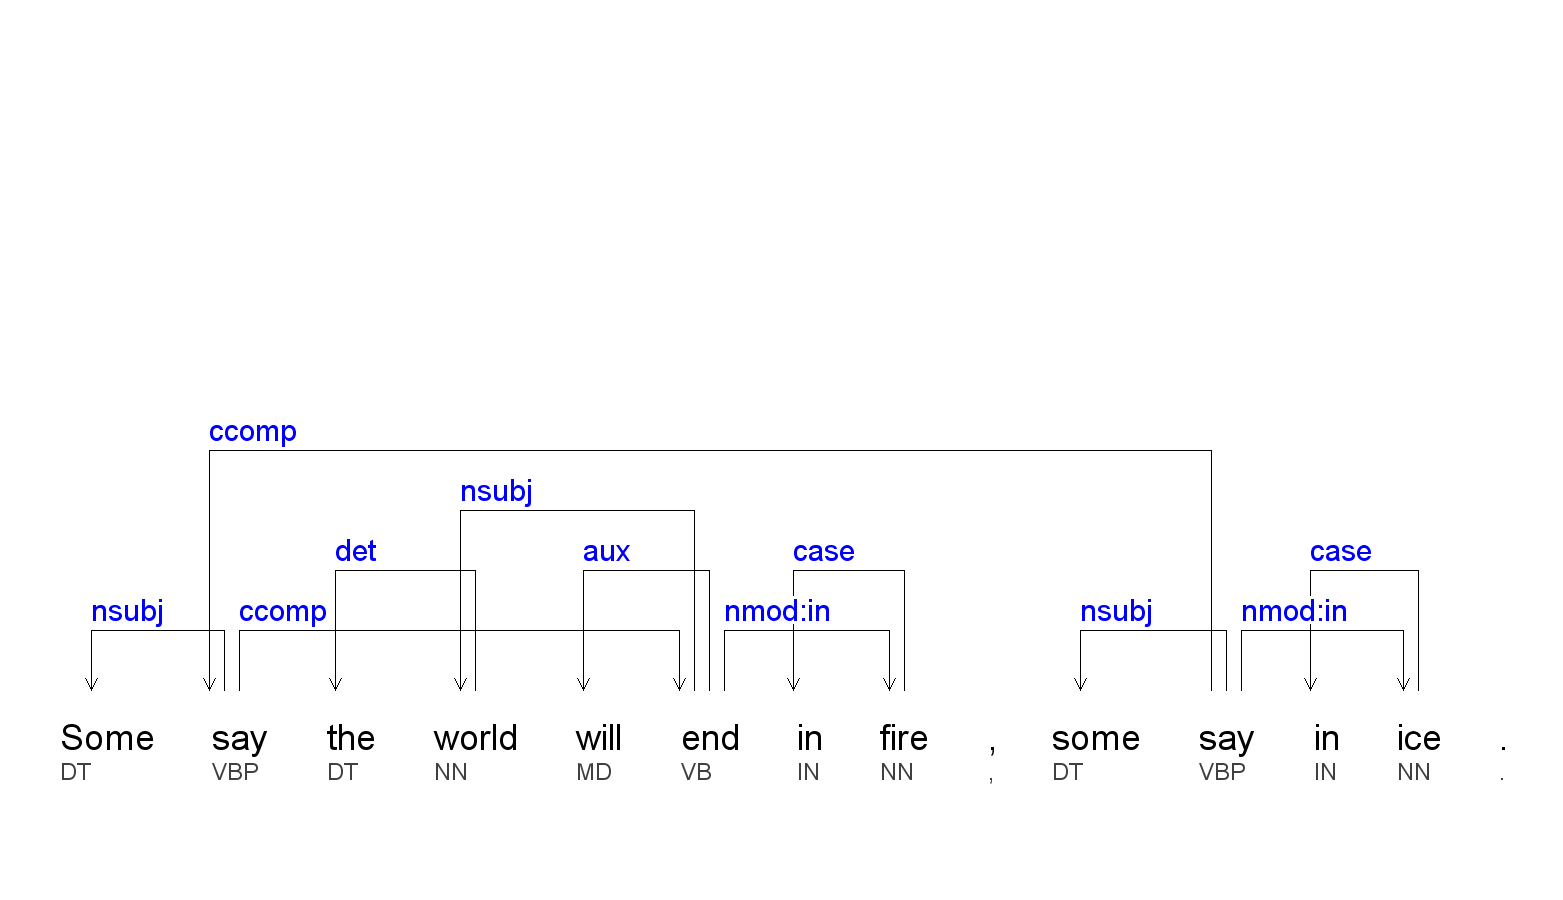 ccomp
nsubj
det aux case case
nsubj ccomp nmod:in nsubj nmod:in
Some say the world will end in fire , some say in ice .
DT VBP DT NN MD VB IN NN , DT VBP IN NN .